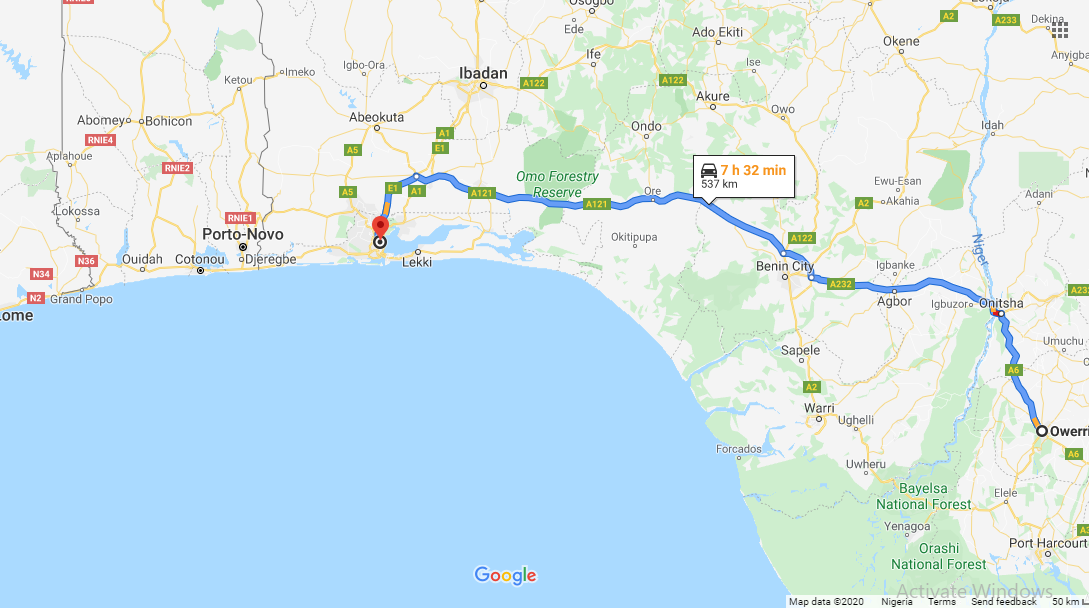 Osogbo
A2
A233
Dekina
Ede
Ado Ekiti
Ife
Okene
Anyigba
Igbo-Ora
Imeko
Ketou
Ibadan
A122
A122
Ise
Akure
Owo
Abomey
Bohicon
Abeokuta
A1
E1
Ondo
Idah
RNIE4
A5
Aplahoue
RNIE2
7 h 32 min
537 km
Omo Forestry
Reserve
Ewu-Esan
Adani
A5
E1
A1
A121
Ore
A2
Akahia
A121
Lokossa
RNIE1
Porto-Novo
Okitipupa
A122
Niger
N36
Ouidah
Cotonou
Djeregbe
Lekki
Benin City
Igbanke
N34
N2
Grand Popo
A232
Agbor
Igbuzor
Onitsha
A232
Lome
Umuchu
Sapele
A6
A2
Warri
Ughelli
Owerri
Forcados
A6
Uwheru
Bayelsa
National Forest
Elele
Yenagoa
Orashi
National Forest
Port Harcourt
Google
Activate Windows
Map data ©2020 Nigeria Terms Send feedback 50 km